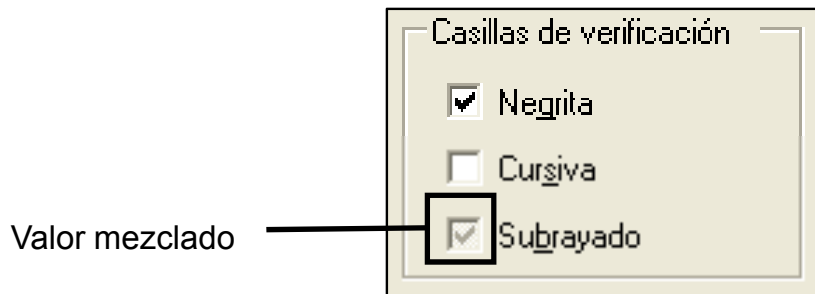 Casillas de verificación
Negrita
Cursiva
Subrayado
Valor mezclado